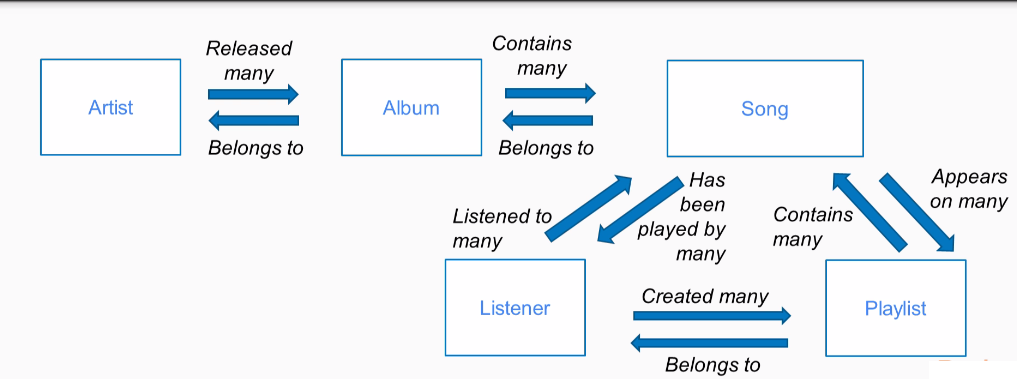 Released
many
Artist
Belongs to
Album
Contains
many
Belongs to
Song
Listened to
many
Has
been
played by
many
Contains
many
Appears
on many
Listener
Created many
Belongs to
Playlist